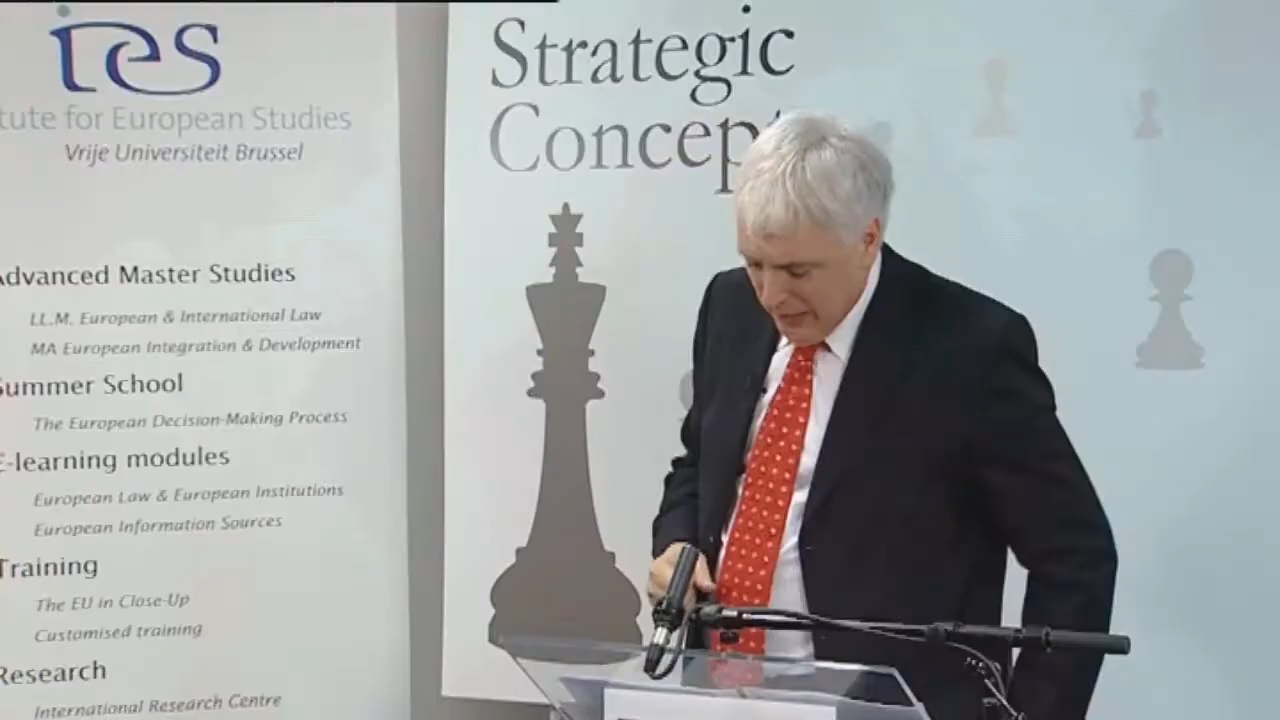 ies
tute for European Studies
Vrije Universiteit Brussel
Advanced Master Studies
LL.M. European & International Law
MA European Integration & Development
Summer School
The European Decision-Making Process
E-learning modules
European Law & European Institutions
European Information Sources
Training
The EU in Close-Up
Customised training
Research
International Research Centre
Strategic
Concept